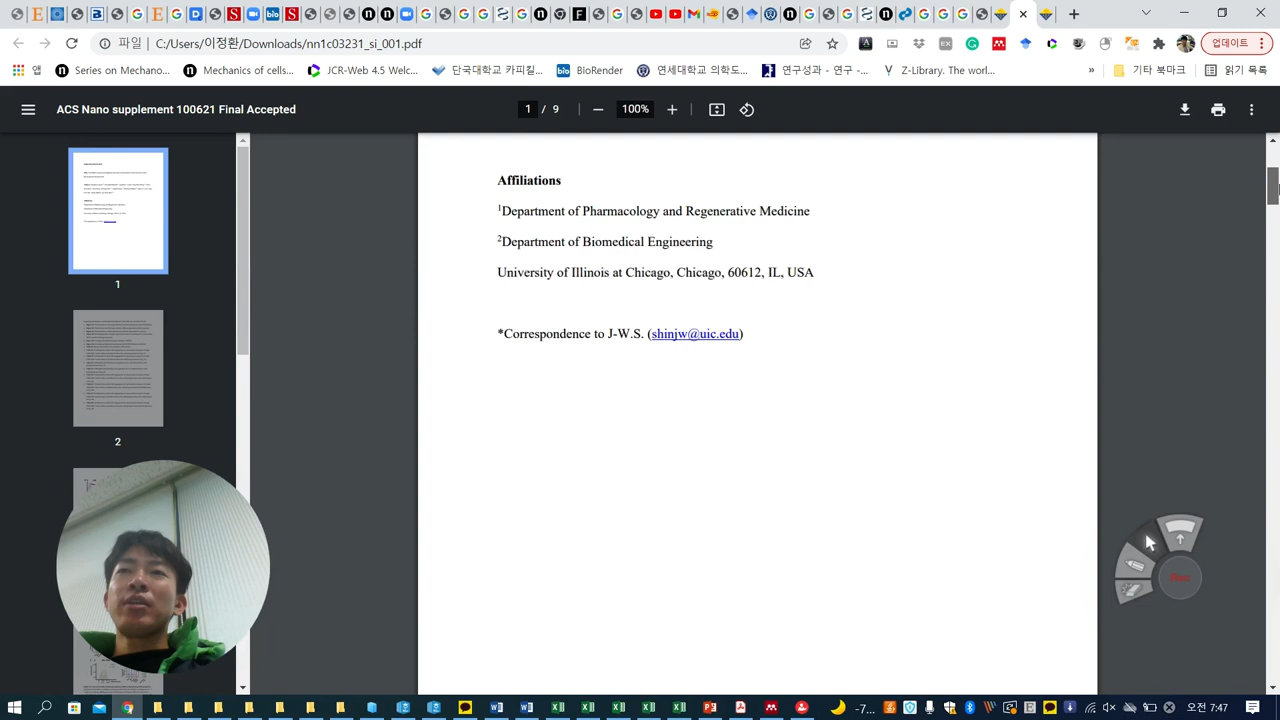 파일
C:/Users/이정환/Downloads/nn1c03231_si_001.pdf
업데이트
앱
Series on Mechano...
Mechanics of cells...
JCR-Web 4.5 Welc...
단국대학교 카피킬...
bio
BioRender
연세대학교 의학도...
연구성과 - 연구 -...
Z-Library. The worl...
»
기타 북마크
읽기 목록
ACS Nano supplement 100621 Final Accepted
1 / 9
100%
Affiliations
1Department of Pharmacology and Regenerative Medicine
2Department of Biomedical Engineering
University of Illinois at Chicago, Chicago, 60612, IL, USA
*Correspondence to J-W.S. (shinjw@uic.edu)
1
2
-7...
오전 7:47